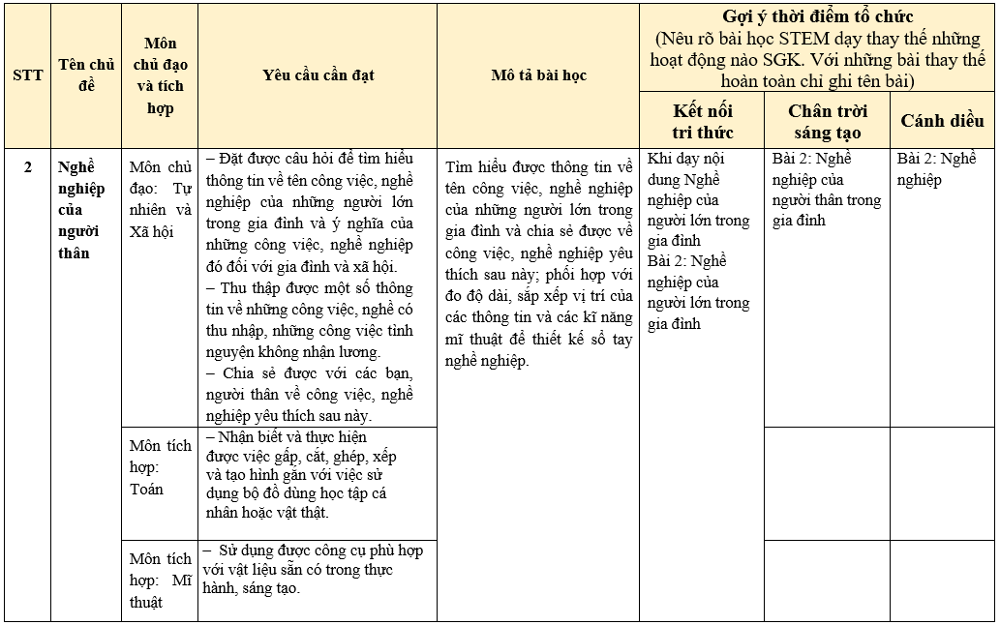 STT
Tên chủ
đề
Môn
chủ đạo
và tích
hợp
Yêu cầu cần đạt
Mô tả bài học
Gợi ý thời điểm tổ chức
(Nêu rõ bài học STEM dạy thay thế những
hoạt động nào SGK. Với những bài thay thế
hoàn toàn chỉ ghi tên bài)
Kết nối
tri thức
Chân trời
sáng tạo
Cánh diều
2
Nghề
nghiệp
của
người
thân
Môn chủ
đạo: Tự
nhiên và
Xã hội
– Đặt được câu hỏi để tìm hiểu
thông tin về tên công việc, nghề
nghiệp của những người lớn
trong gia đình và ý nghĩa của
những công việc, nghề nghiệp
đó đối với gia đình và xã hội.
– Thu thập được một số thông
tin về những công việc, nghề có
thu nhập, những công việc tình
nguyện không nhận lương.
– Chia sẻ được với các bạn,
người thân về công việc, nghề
nghiệp yêu thích sau này.
Tìm hiểu được thông tin về
tên công việc, nghề nghiệp
của những người lớn trong
gia đình và chia sẻ được về
công việc, nghề nghiệp yêu
thích sau này; phối hợp với
đo độ dài, sắp xếp vị trí của
các thông tin và các kĩ năng
mĩ thuật để thiết kế sổ tay
nghề nghiệp.
Khi dạy nội
dung Nghề
nghiệp của
người lớn trong
gia đình
Bài 2: Nghề
nghiệp của
người lớn trong
gia đình
Bài 2: Nghề
nghiệp của
người thân trong
gia đình
Bài 2: Nghề
nghiệp
Môn tích
hợp:
Toán
– Nhận biết và thực hiện
được việc gấp, cắt, ghép, xếp
và tạo hình gắn với việc sử
dụng bộ đồ dùng học tập cá
nhân hoặc vật thật.
Môn tích
hợp: Mĩ
thuật
– Sử dụng được công cụ phù hợp
với vật liệu sẵn có trong thực
hành, sáng tạo.